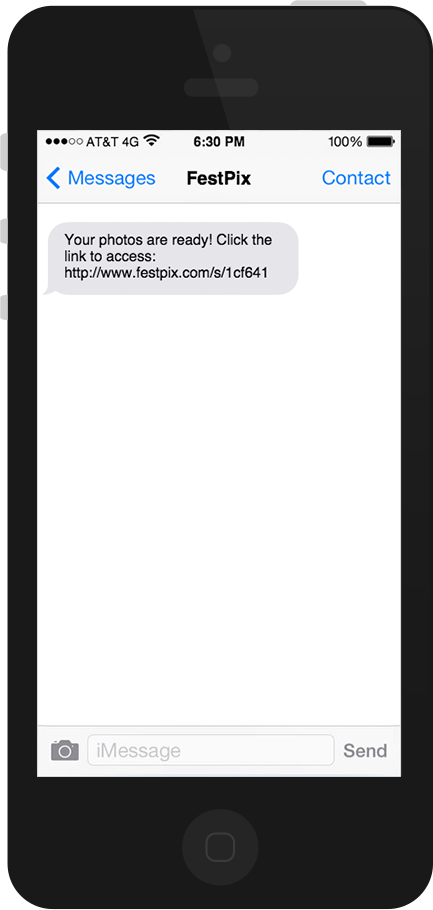 AT&T 4G 6:30 PM 100%
Messages FestPix Contact
Your photos are ready! Click the
link to access:
http://www.festpix.com/s/1cf641
iMessage Send